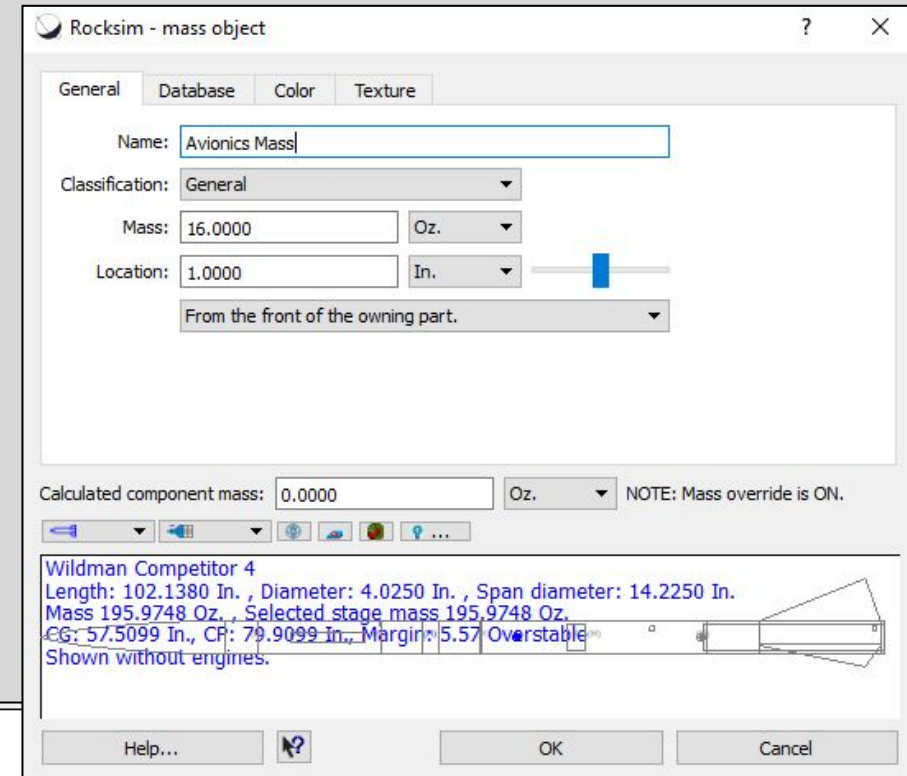 Rocksim - mass object
?
General Database Color Texture
Name: Avionics Mass
Classification: General
Mass: 16.0000 Oz.
Location: 1.0000 In.
From the front of the owning part.
Calculated component mass: 0.0000 Oz. NOTE: Mass override is ON.
...
Wildman Competitor 4
Length: 102.1380 In. , Diameter: 4.0250 In. , Span diameter: 14.2250 In.
Mass 195.9748 Oz. , Selected stage mass 195.9748 Oz.
CG: 57.5099 In., CP: 79.9099 In., Margin: 5.57 Overstable
Shown without engines.
Help... OK Cancel